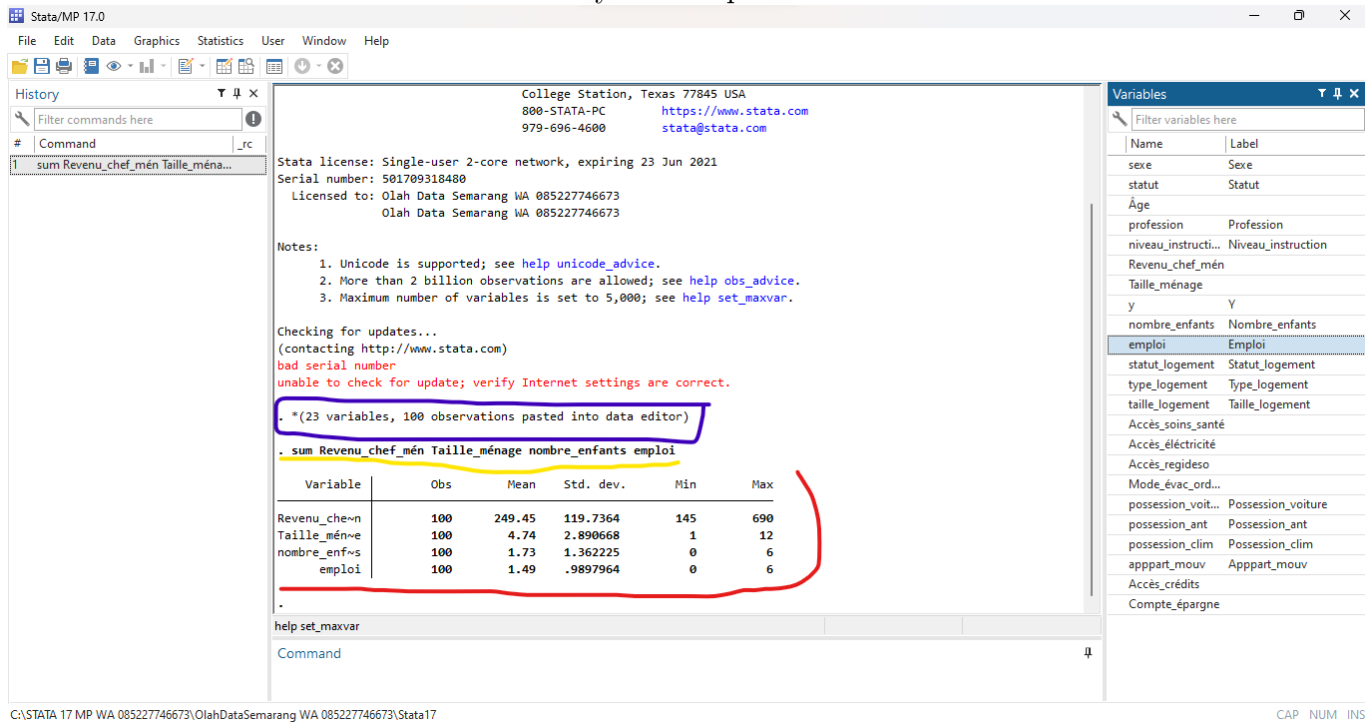 Stata/MP 17.0
File Edit Data Graphics Statistics User Window Help
History
Filter commands here
# Command _rc
1 sum Revenu_chef_mén Taille_ména...
College Station, Texas 77845 USA
800-STATA-PC https://www.stata.com
979-696-4600 stata@stata.com
Stata license: Single-user 2-core network, expiring 23 Jun 2021
Serial number: 501709318480
Licensed to: Olah Data Semarang WA 085227746673
Olah Data Semarang WA 085227746673
Notes:
1. Unicode is supported; see help unicode_advice.
2. More than 2 billion observations are allowed; see help obs_advice.
3. Maximum number of variables is set to 5,000; see help set_maxvar.
Checking for updates...
(contacting http://www.stata.com)
bad serial number
unable to check for update; verify Internet settings are correct.
. *(23 variables, 100 observations pasted into data editor)
. sum Revenu_chef_mén Taille_ménage nombre_enfants emploi
Variable Obs Mean Std. dev. Min Max
Revenu_che~n 100 249.45 119.7364 145 690
Taille_mén~e 100 4.74 2.890668 1 12
nombre_enf~s 100 1.73 1.362225 0 6
emploi 100 1.49 .9897964 0 6
.
help set_maxvar
Command
Variables
Filter variables here
Name Label
sexe Sexe
statut Statut
Âge
profession Profession
niveau_instructi... Niveau_instruction
Revenu_chef_mén
Taille_ménage
y Y
nombre_enfants Nombre_enfants
emploi Emploi
statut_logement Statut_logement
type_logement Type_logement
taille_logement Taille_logement
Accès_soins_santé
Accès_éléctricité
Accès_regideso
Mode_évac_ord...
possession_voit... Possession_voiture
possession_ant Possession_ant
possession_clim Possession_clim
apppart_mouv Apppart_mouv
Accès_crédits
Compte_épargne
C:\STATA 17 MP WA 085227746673\OlahDataSemarang WA 085227746673\Stata17
CAP NUM INS